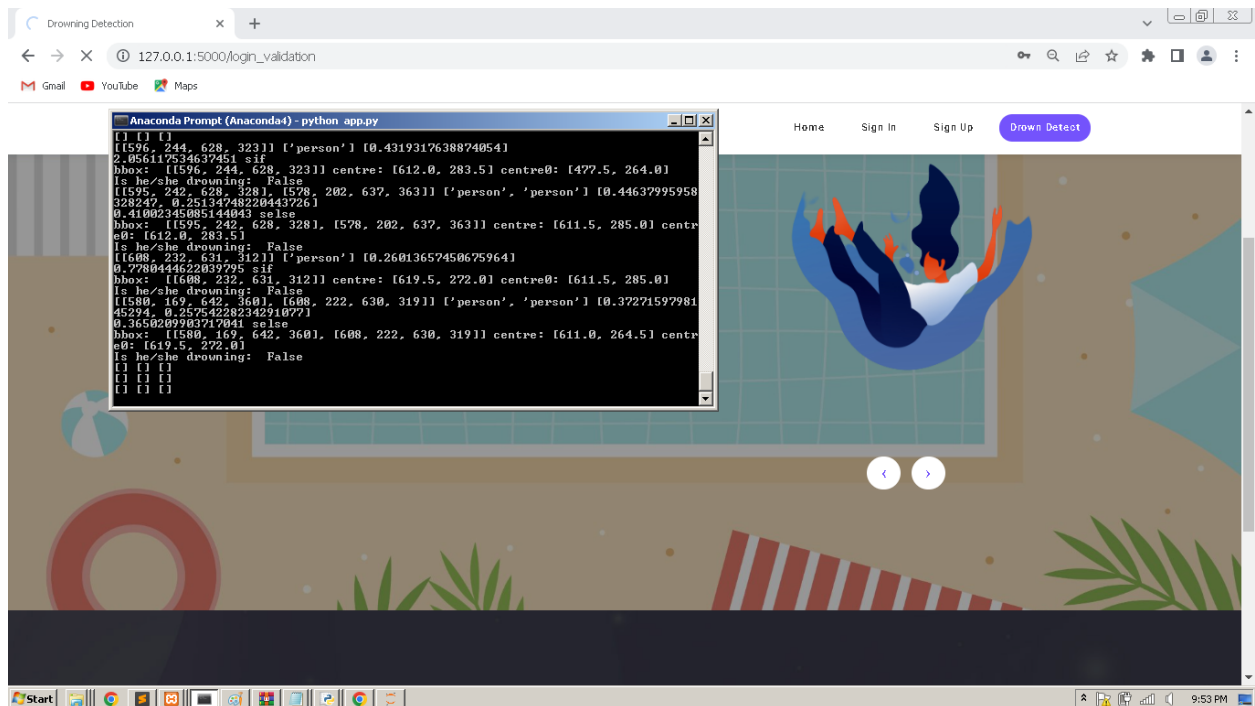 Drowning Detection
127.0.0.1:5000/login_validation
Gmail YouTube Maps
Anaconda Prompt (Anaconda4) - python app.py
Home Sign In Sign Up Drown Detect
[] [] []
[[596, 244, 628, 323]] ['person'] [0.4319317638874054]
2.056117534637451 sif
bbox:  [[596, 244, 628, 323]] centre: [612.0, 283.5] centre0: [477.5, 264.0]
Is he/she drowning:  False
[[595, 242, 628, 328], [578, 202, 637, 363]] ['person', 'person'] [0.44637995958
328247, 0.25134748220443726]
0.41002345085144043 selse
bbox:  [[595, 242, 628, 328], [578, 202, 637, 363]] centre: [611.5, 285.0] centr
e0: [612.0, 283.5]
Is he/she drowning:  False
[[608, 232, 631, 312]] ['person'] [0.2601365745067596​4]
0.7780444622039795 sif
bbox:  [[608, 232, 631, 312]] centre: [619.5, 272.0] centre0: [611.5, 285.0]
Is he/she drowning:  False
[[580, 169, 642, 360], [608, 222, 630, 319]] ['person', 'person'] [0.37271597981
45294, 0.25754228234291077]
0.3650209903717041 selse
bbox:  [[580, 169, 642, 360], [608, 222, 630, 319]] centre: [611.0, 264.5] centr
e0: [619.5, 272.0]
Is he/she drowning:  False
[] [] []
[] [] []
[] [] []
Start
9:53 PM